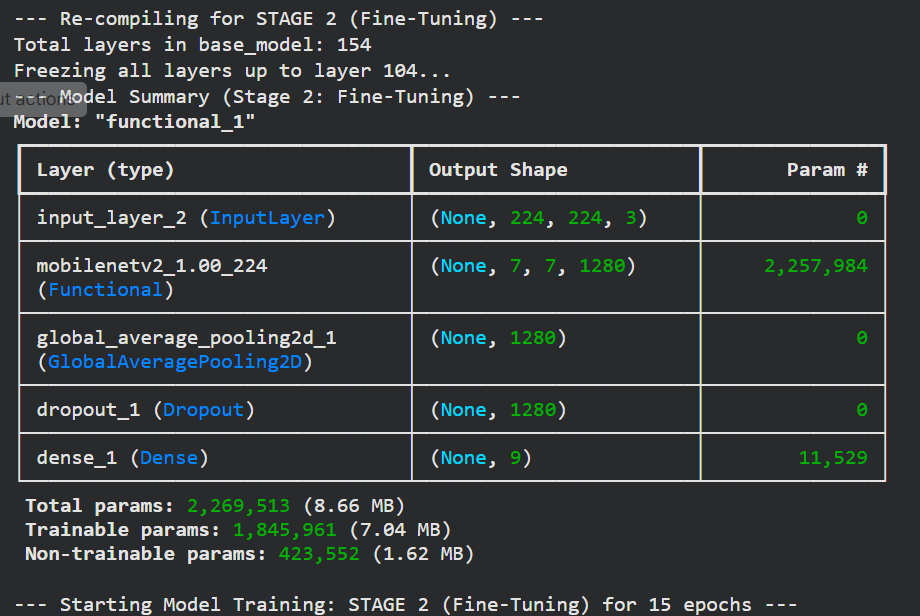 --- Re-compiling for STAGE 2 (Fine-Tuning) ---
Total layers in base_model: 154
Freezing all layers up to layer 104...
--- Model Summary (Stage 2: Fine-Tuning) ---
Model: "functional_1"
Layer (type) Output Shape Param #
input_layer_2 (InputLayer) (None, 224, 224, 3) 0
mobilenetv2_1.00_224 (None, 7, 7, 1280) 2,257,984
(Functional)
global_average_pooling2d_1 (None, 1280) 0
(GlobalAveragePooling2D)
dropout_1 (Dropout) (None, 1280) 0
dense_1 (Dense) (None, 9) 11,529
Total params: 2,269,513 (8.66 MB)
Trainable params: 1,845,961 (7.04 MB)
Non-trainable params: 423,552 (1.62 MB)
--- Starting Model Training: STAGE 2 (Fine-Tuning) for 15 epochs ---